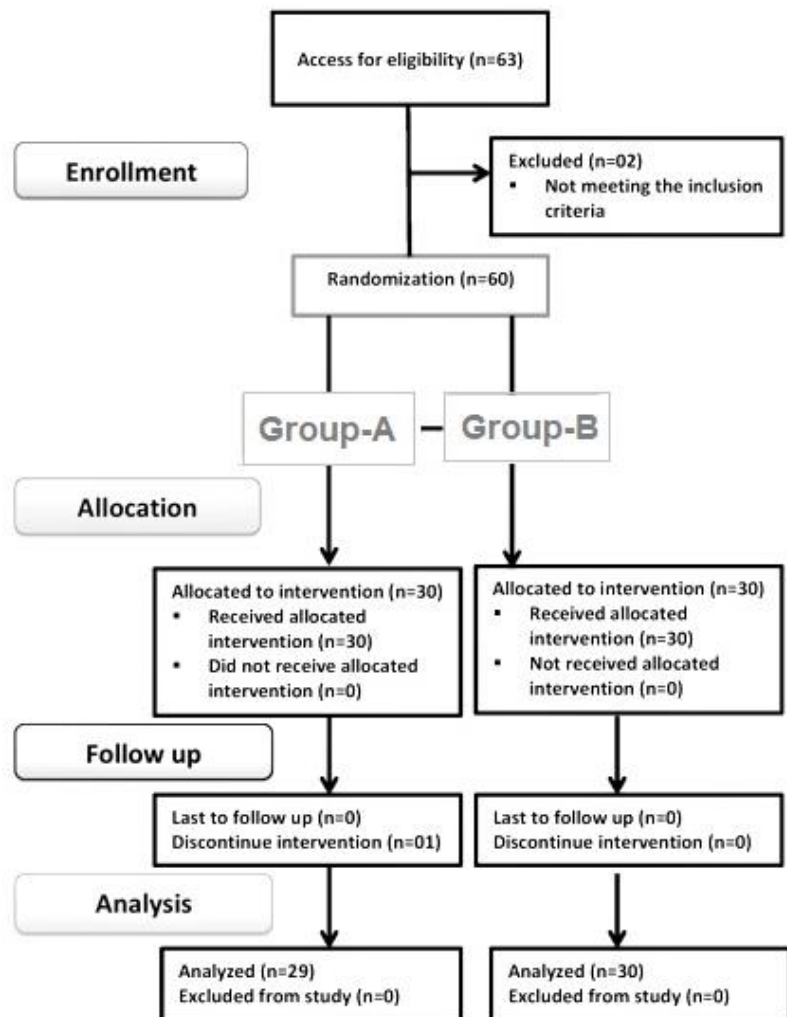 Access for eligibility (n=63)
Enrollment
Excluded (n=02)
▪ Not meeting the inclusion
criteria
Randomization (n=60)
Group-A
Group-B
Allocation
Allocated to intervention (n=30)
▪ Received allocated
intervention (n=30)
▪ Did not receive allocated
intervention (n=0)
Allocated to intervention (n=30)
▪ Received allocated
intervention (n=30)
▪ Not received allocated
intervention (n=0)
Follow up
Last to follow up (n=0)
Discontinue intervention (n=01)
Last to follow up (n=0)
Discontinue intervention (n=0)
Analysis
Analyzed (n=29)
Excluded from study (n=0)
Analyzed (n=30)
Excluded from study (n=0)